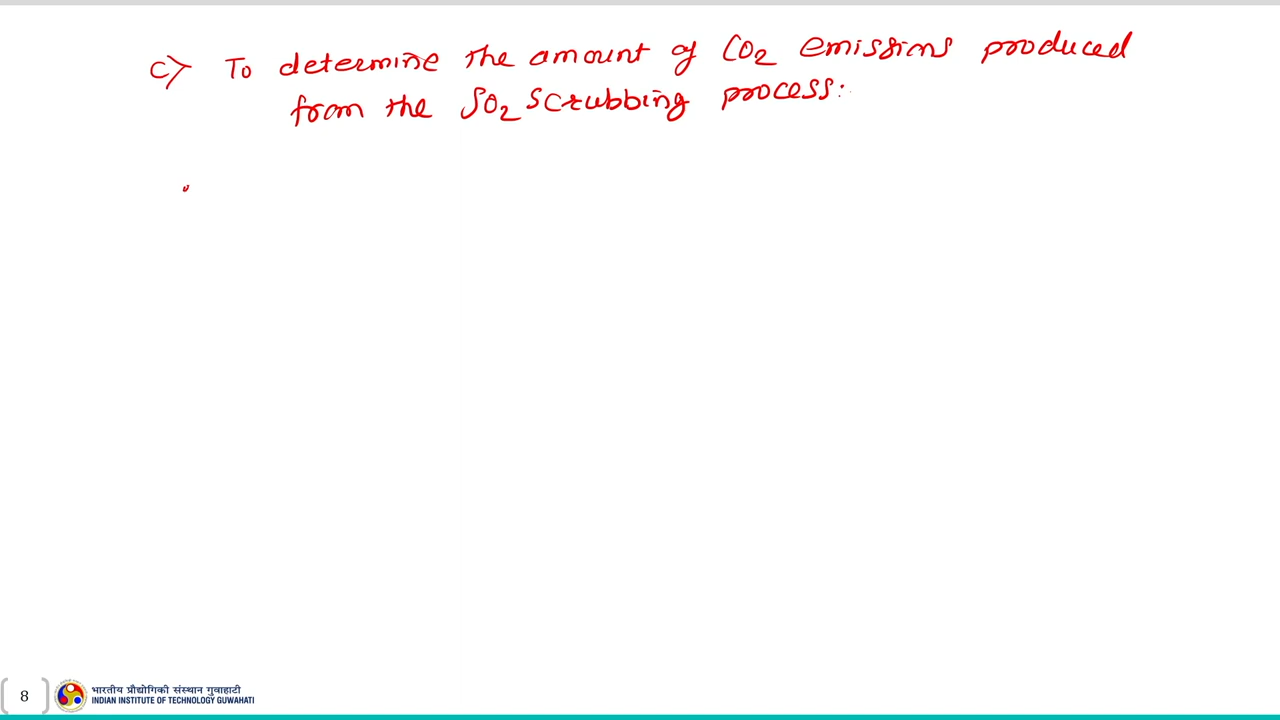 c) To determine the amount of CO2 emissions produced
from the SO2 scrubbing process:
8
भारतीय प्रौद्योगिकी संस्थान गुवाहाटी
INDIAN INSTITUTE OF TECHNOLOGY GUWAHATI